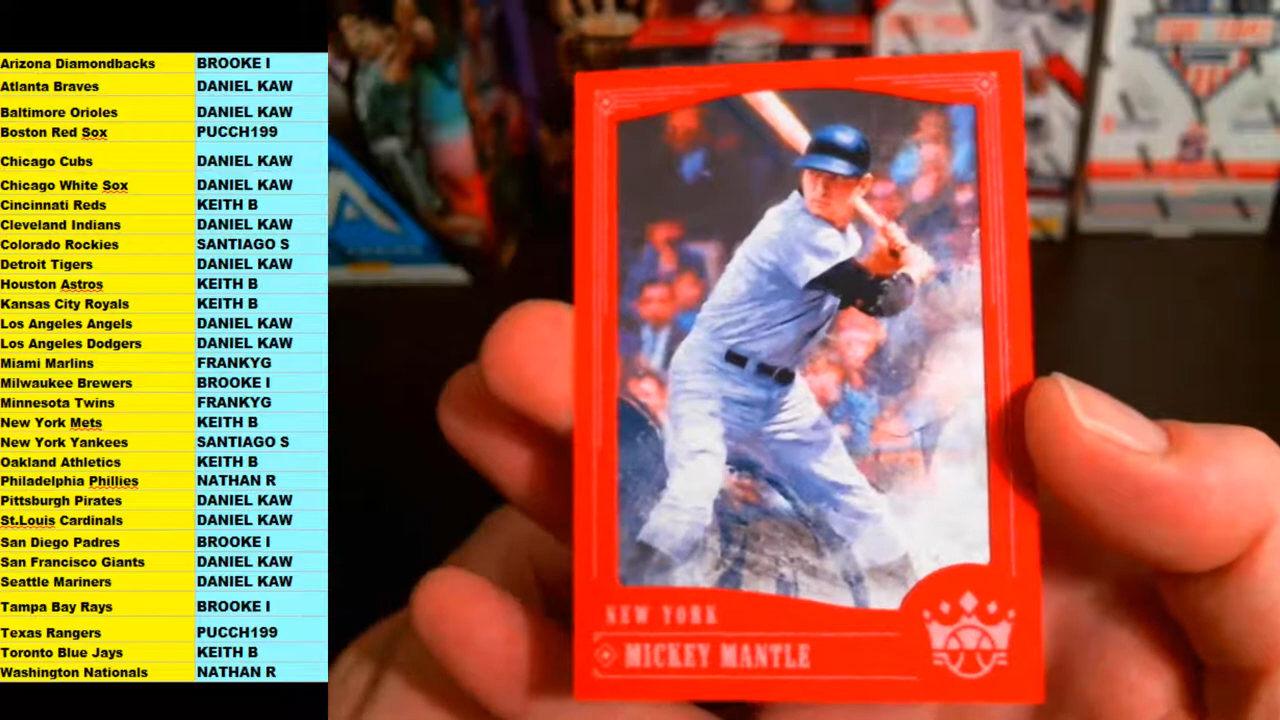 Arizona Diamondbacks BROOKE I
Atlanta Braves DANIEL KAW
Baltimore Orioles DANIEL KAW
Boston Red Sox PUCCH199
Chicago Cubs DANIEL KAW
Chicago White Sox DANIEL KAW
Cincinnati Reds KEITH B
Cleveland Indians DANIEL KAW
Colorado Rockies SANTIAGO S
Detroit Tigers DANIEL KAW
Houston Astros KEITH B
Kansas City Royals KEITH B
Los Angeles Angels DANIEL KAW
Los Angeles Dodgers DANIEL KAW
Miami Marlins FRANKYG
Milwaukee Brewers BROOKE I
Minnesota Twins FRANKYG
New York Mets KEITH B
New York Yankees SANTIAGO S
Oakland Athletics KEITH B
Philadelphia Phillies NATHAN R
Pittsburgh Pirates DANIEL KAW
St.Louis Cardinals DANIEL KAW
San Diego Padres BROOKE I
San Francisco Giants DANIEL KAW
Seattle Mariners DANIEL KAW
Tampa Bay Rays BROOKE I
Texas Rangers PUCCH199
Toronto Blue Jays KEITH B
Washington Nationals NATHAN R
NEW YORK
MICKEY MANTLE